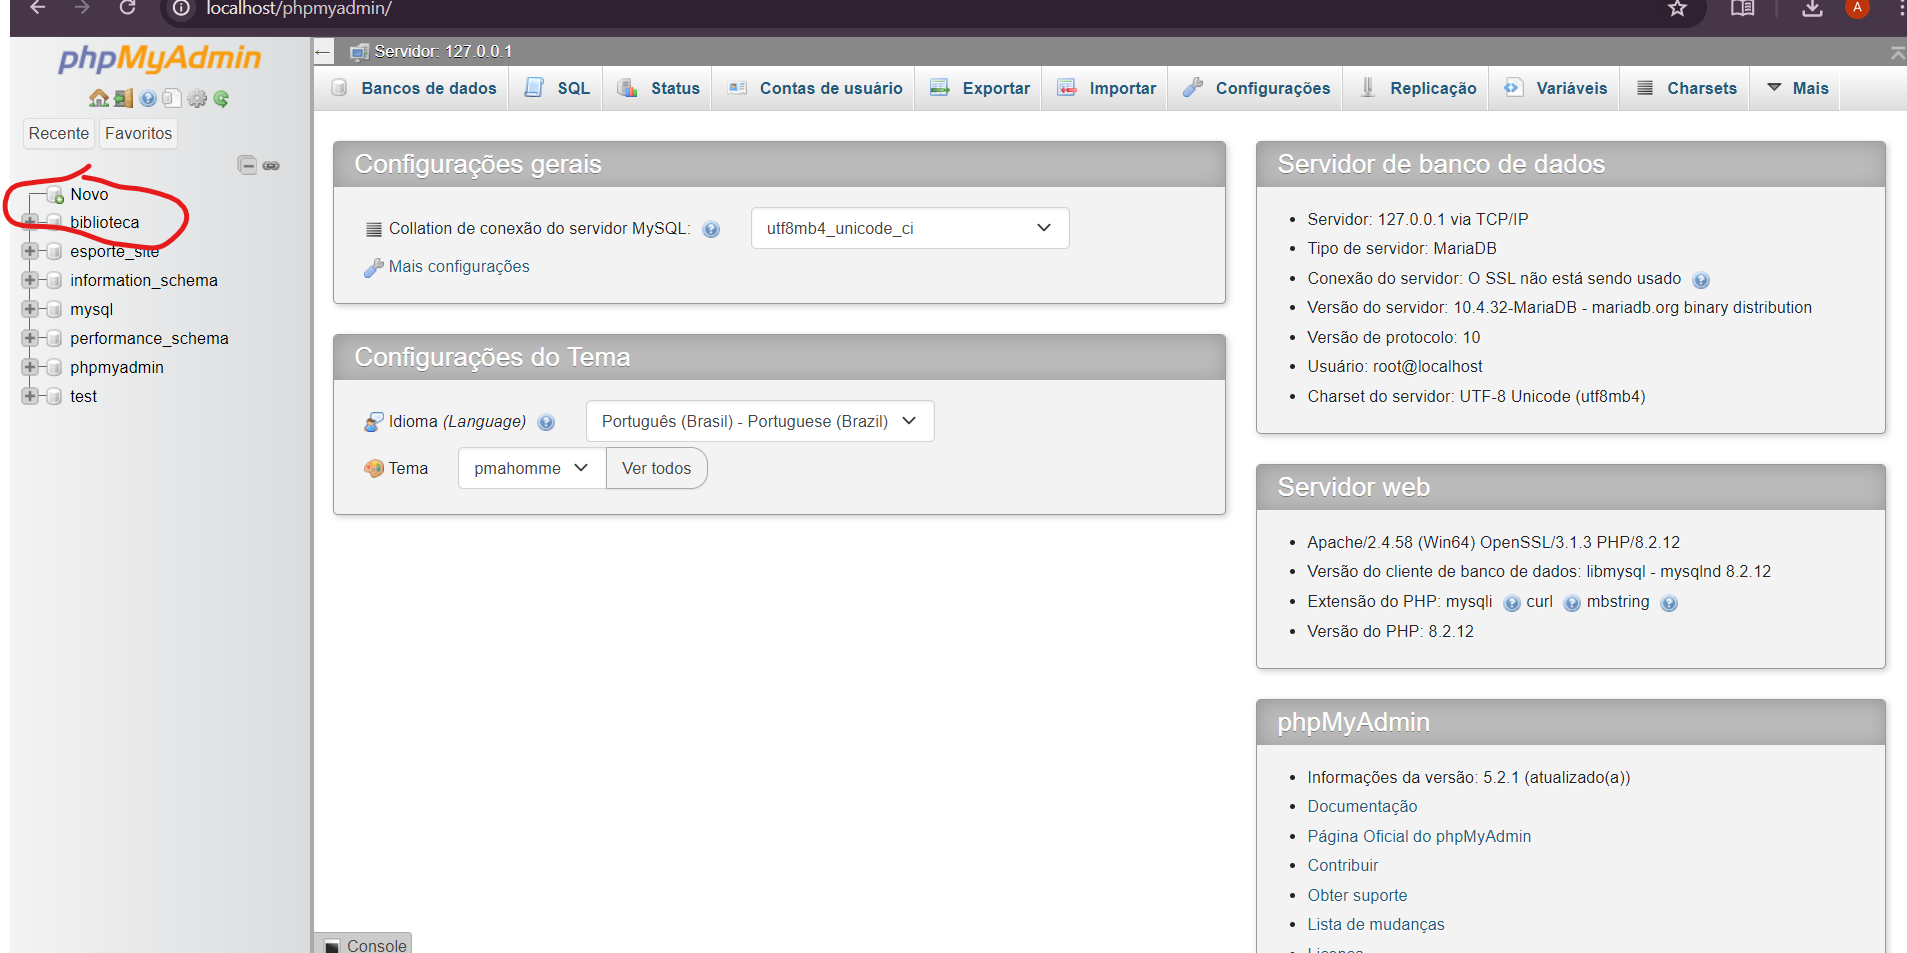 localhost/phpmyadmin/
A
phpMyAdmin
Recente Favoritos
Novo
biblioteca
esporte_site
information_schema
mysql
performance_schema
phpmyadmin
test
Servidor: 127.0.0.1
Bancos de dados SQL Status Contas de usuário Exportar Importar Configurações Replicação Variáveis Charsets Mais
Configurações gerais
Collation de conexão do servidor MySQL: utf8mb4_unicode_ci
Mais configurações
Configurações do Tema
Idioma (Language) Português (Brasil) - Portuguese (Brazil)
Tema pmahomme Ver todos
Console
Servidor de banco de dados
Servidor: 127.0.0.1 via TCP/IP
Tipo de servidor: MariaDB
Conexão do servidor: O SSL não está sendo usado
Versão do servidor: 10.4.32-MariaDB - mariadb.org binary distribution
Versão de protocolo: 10
Usuário: root@localhost
Charset do servidor: UTF-8 Unicode (utf8mb4)
Servidor web
Apache/2.4.58 (Win64) OpenSSL/3.1.3 PHP/8.2.12
Versão do cliente de banco de dados: libmysql - mysqlnd 8.2.12
Extensão do PHP: mysqli curl mbstring
Versão do PHP: 8.2.12
phpMyAdmin
Informações da versão: 5.2.1 (atualizado(a))
Documentação
Página Oficial do phpMyAdmin
Contribuir
Obter suporte
Lista de mudanças